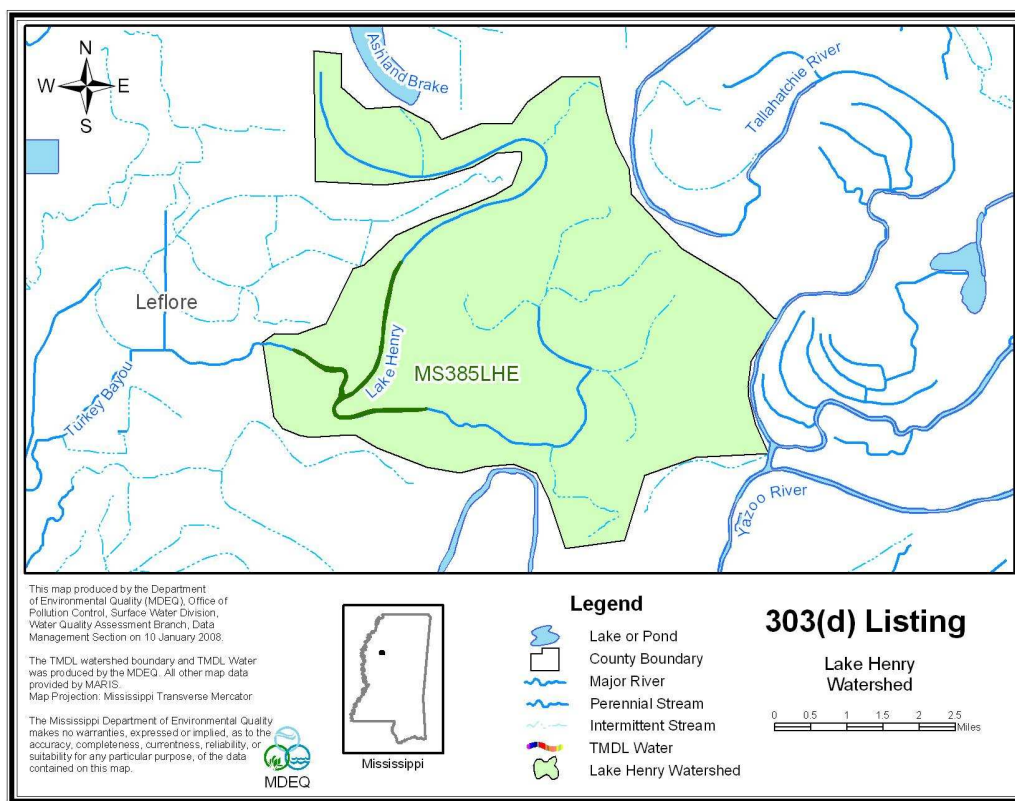 N
W
E
S
Ashland Brake
Tallahatchie River
Leflore
Lake Henry
MS385LHE
Turkey Bayou
Yazoo River
This map produced by the Department
of Environmental Quality (MDEQ), Office of
Pollution Control, Surface Water Division,
Water Quality Assessment Branch, Data
Management Section on 10 January 2008.
The TMDL watershed boundary and TMDL Water
was produced by the MDEQ. All other map data
provided by MARIS.
Map Projection: Mississippi Transverse Mercator
The Mississippi Department of Environmental Quality
makes no warranties, expressed or implied, as to the
accuracy, completeness, currentness, reliability, or
suitability for any particular purpose, of the data
contained on this map.
MDEQ
Mississippi
Legend
Lake or Pond
County Boundary
Major River
Perennial Stream
Intermittent Stream
TMDL Water
Lake Henry Watershed
303(d) Listing
Lake Henry
Watershed
0 0.5 1 1.5 2 2.5
Miles